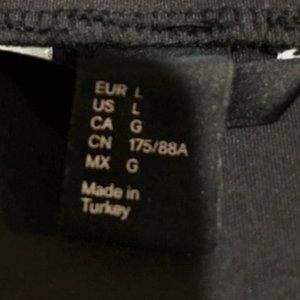 EUR L
US L
CA G
CN 175/88A
MX G
Made in
Turkey